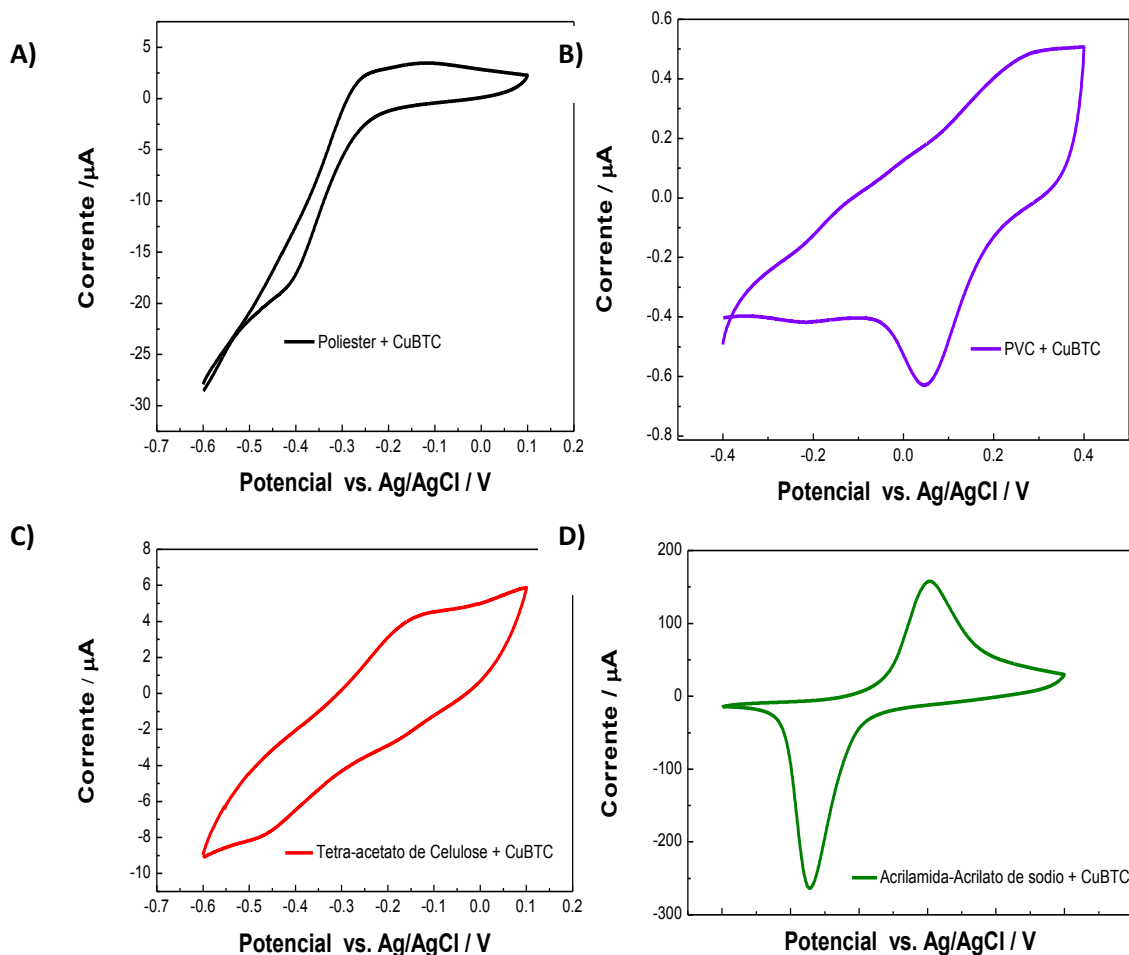 A)
5
0
-5
-10
-15
-20
-25
-30
Corrente /µA
Poliester + CuBTC
-0.7 -0.6 -0.5 -0.4 -0.3 -0.2 -0.1 0.0 0.1 0.2
Potencial vs. Ag/AgCl / V
B)
0.6
0.4
0.2
0.0
-0.2
-0.4
-0.6
-0.8
Corrente / µA
PVC + CuBTC
-0.4 0.0 0.2 0.4
Potencial vs. Ag/AgCl / V
C)
8
6
4
2
0
-2
-4
-6
-8
-10
Corrente / µA
Tetra-acetato de Celulose + CuBTC
-0.7 -0.6 -0.5 -0.4 -0.3 -0.2 -0.1 0.0 0.1 0.2
Potencial vs. Ag/AgCl / V
D)
200
100
0
-100
-200
-300
Corrente / µA
Acrilamida-Acrilato de sodio + CuBTC
Potencial vs. Ag/AgCl / V